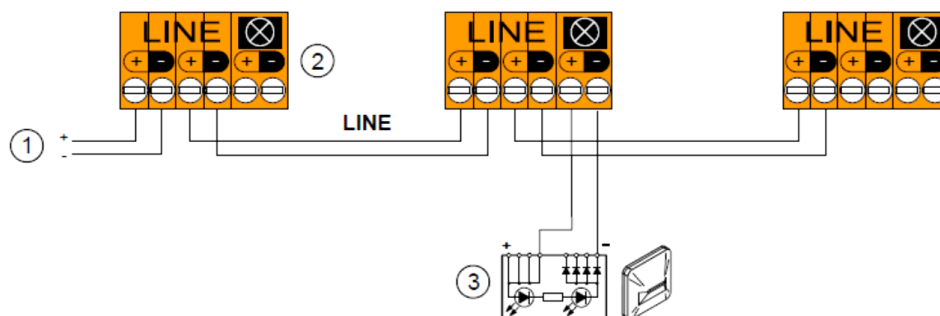 LINE LINE LINE
+ - + - + - + - + - + - + - + - + -
2
1
+
-
LINE
3
+ -